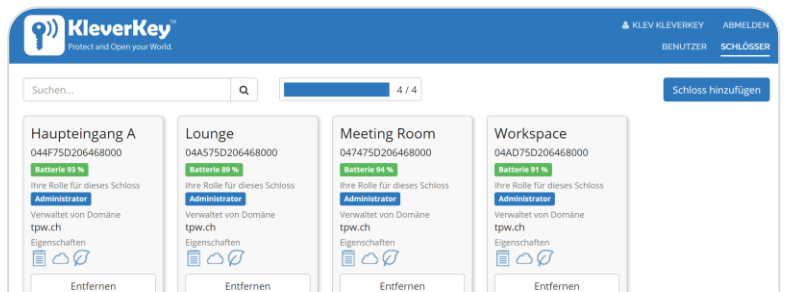 KleverKey™
Protect and Open your World.
KLEV KLEVERKEY ABMELDEN
BENUTZER SCHLÖSSER
Suchen...
4 / 4
Schloss hinzufügen
Haupteingang A
044F75D206468000
Batterie 93 %
Ihre Rolle für dieses Schloss
Administrator
Verwaltet von Domäne
tpw.ch
Eigenschaften
Entfernen
Lounge
04A575D206468000
Batterie 89 %
Ihre Rolle für dieses Schloss
Administrator
Verwaltet von Domäne
tpw.ch
Eigenschaften
Entfernen
Meeting Room
047475D206468000
Batterie 94 %
Ihre Rolle für dieses Schloss
Administrator
Verwaltet von Domäne
tpw.ch
Eigenschaften
Entfernen
Workspace
04AD75D206468000
Batterie 91 %
Ihre Rolle für dieses Schloss
Administrator
Verwaltet von Domäne
tpw.ch
Eigenschaften
Entfernen